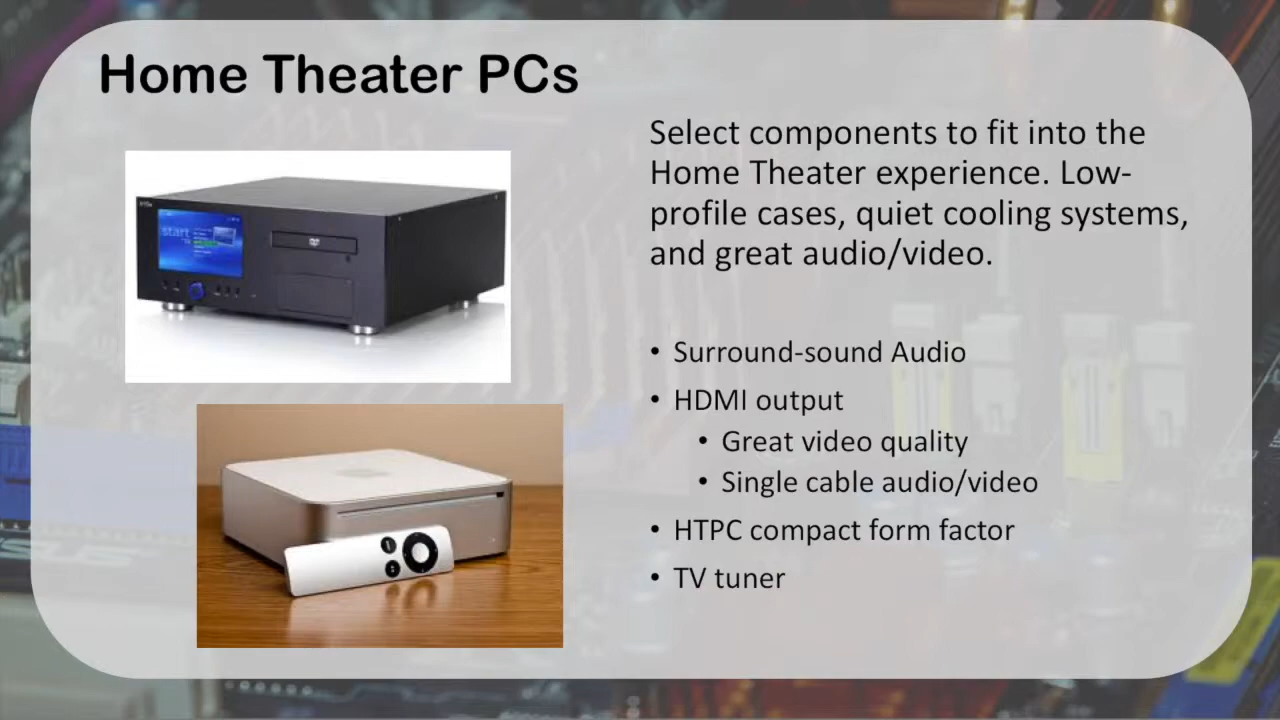 Home Theater PCs
Select components to fit into the
Home Theater experience. Low-
profile cases, quiet cooling systems,
and great audio/video.
• Surround-sound Audio
• HDMI output
• Great video quality
• Single cable audio/video
• HTPC compact form factor
• TV tuner
start
DVD